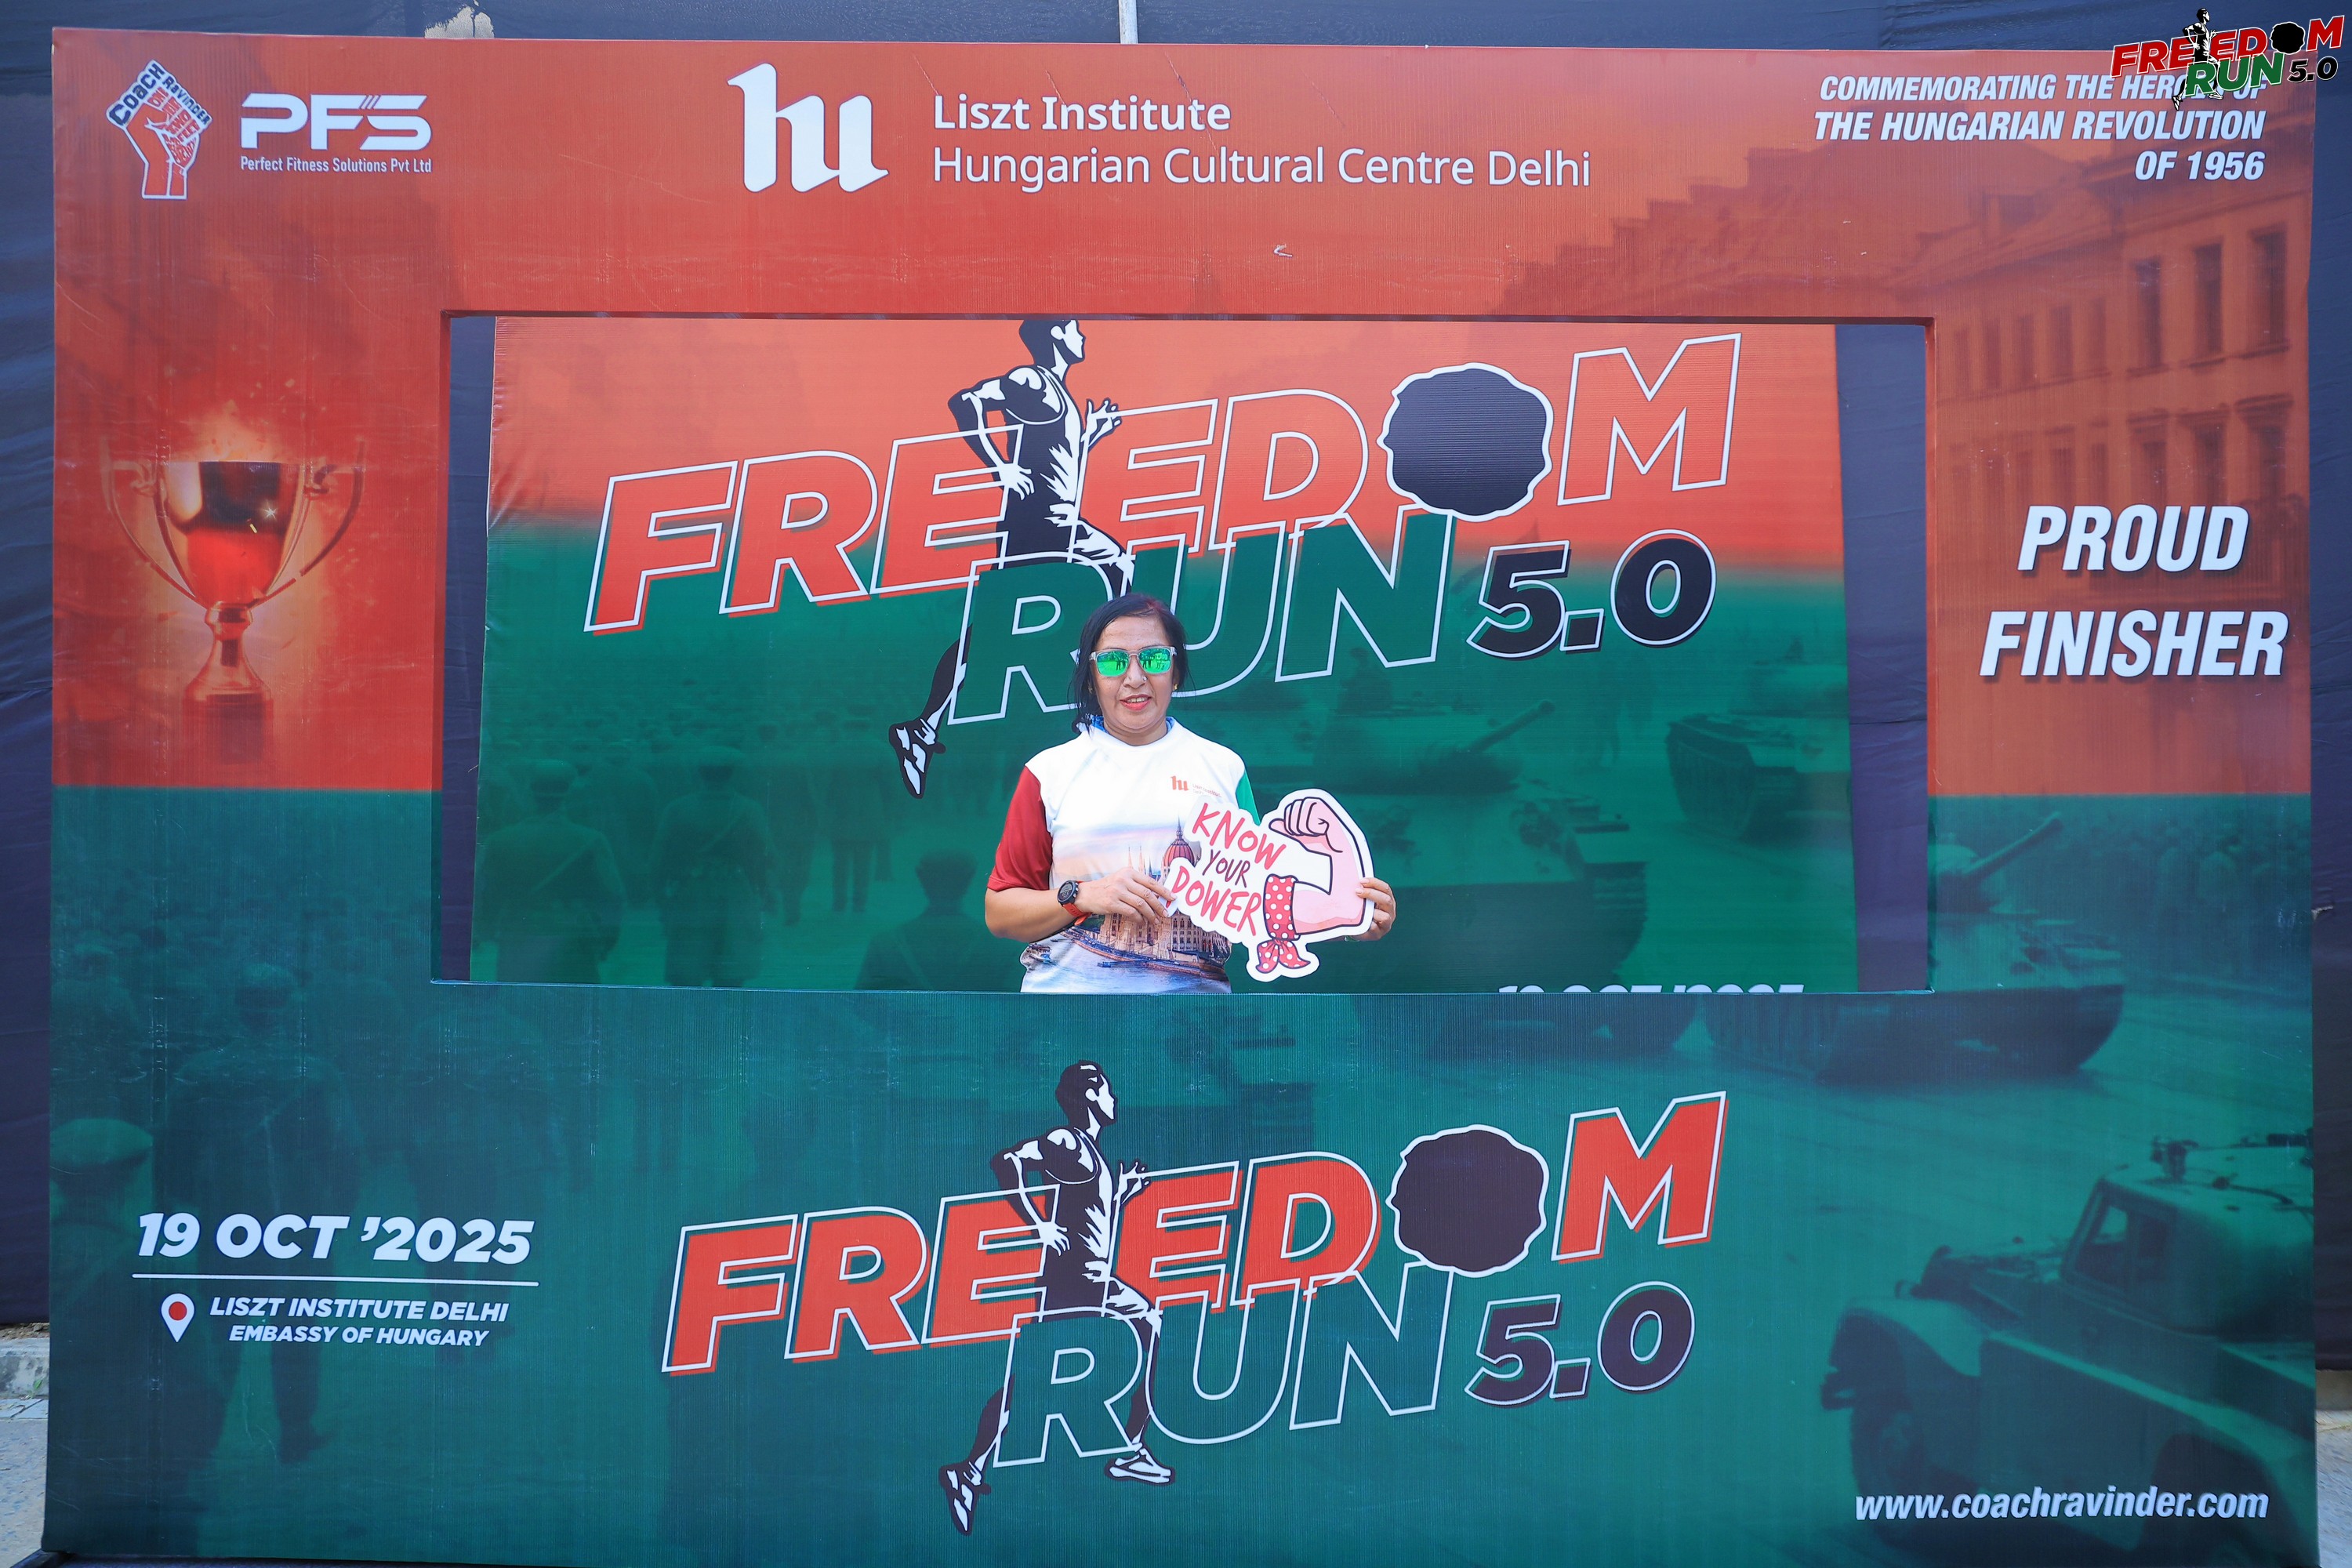 FREEDOM
RUN 5.0
COACH RAVINDER
PFS
Perfect Fitness Solutions Pvt Ltd
hu
Liszt Institute
Hungarian Cultural Centre Delhi
COMMEMORATING THE
THE HUNGARIAN REVOLUTION
OF 1956
FREEDOM
RUN 5.0
PROUD
FINISHER
hu
KNOW
YOUR
POWER
19 OCT '2025
LISZT INSTITUTE DELHI
EMBASSY OF HUNGARY
FREEDOM
RUN 5.0
www.coachravinder.com